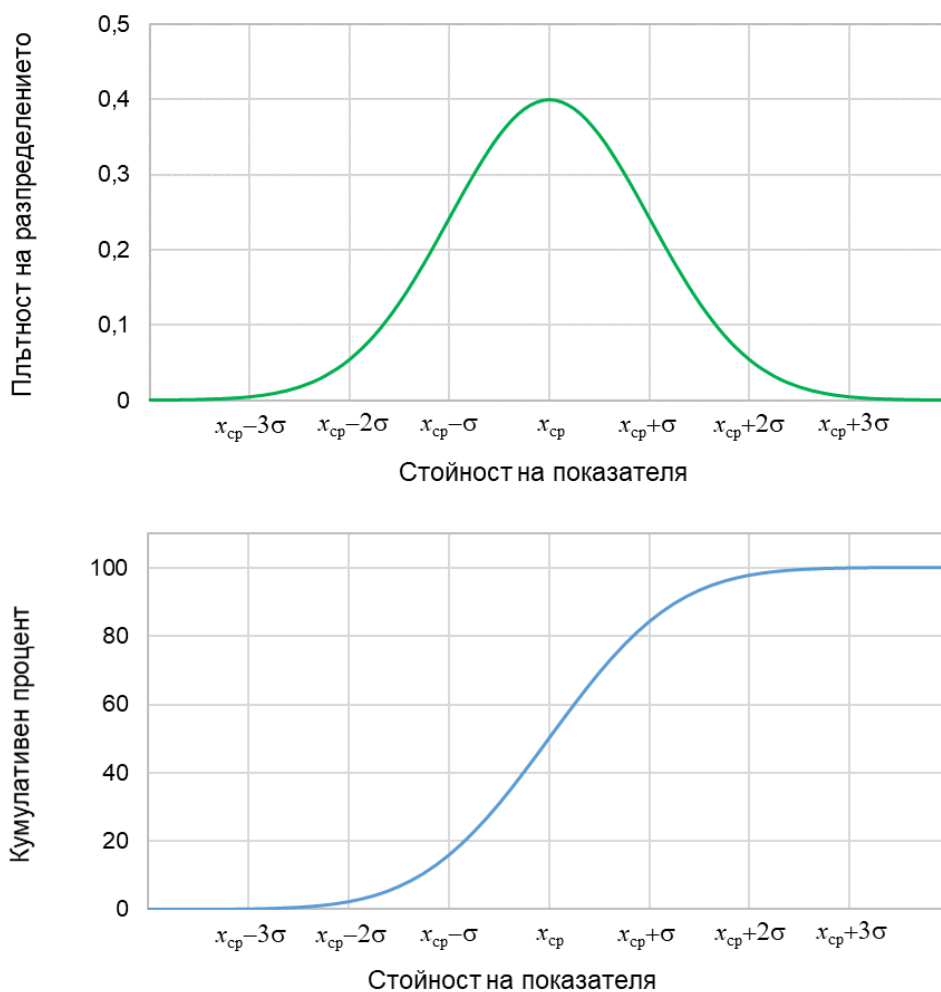 Плътност на разпределението
0,5
0,4
0,3
0,2
0,1
0
xср−3σ xср−2σ xср−σ xср xср+σ xср+2σ xср+3σ
Стойност на показателя
Кумулативен процент
100
80
60
40
20
0
xср−3σ xср−2σ xср−σ xср xср+σ xср+2σ xср+3σ
Стойност на показателя